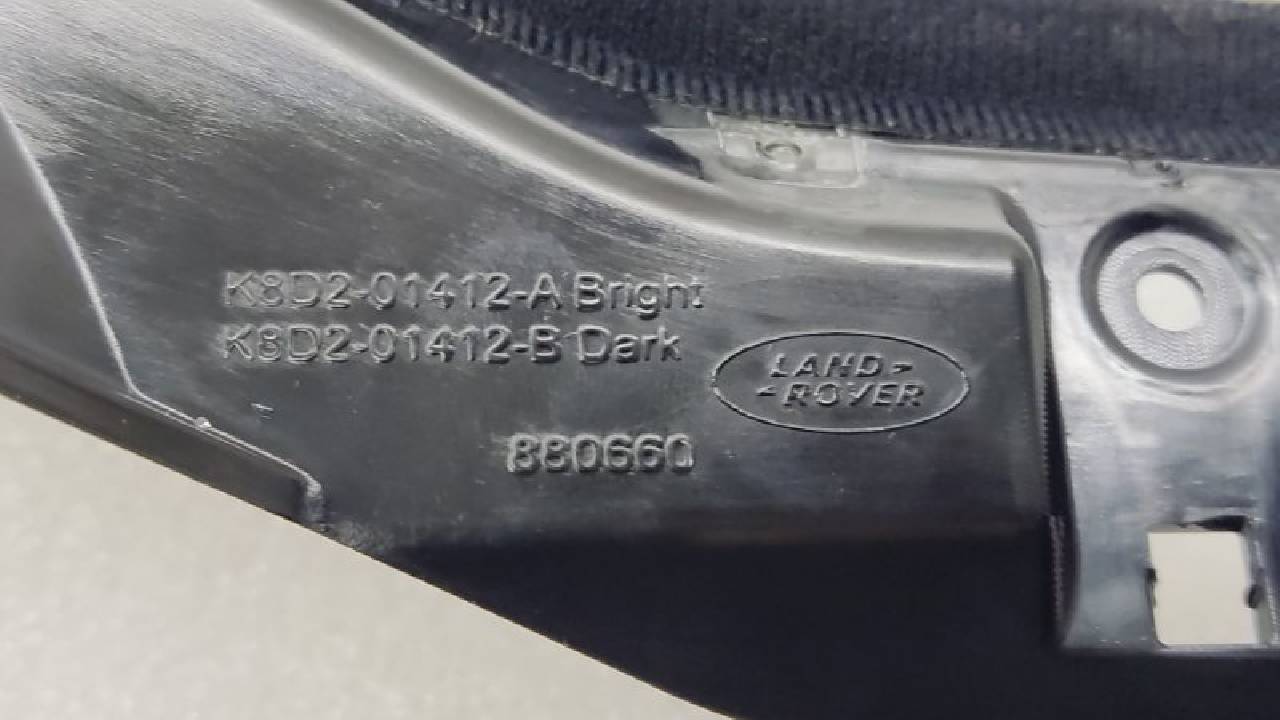 K8D2-01412-A Bright
K8D2-01412-B Dark
LAND-
-ROVER
880660